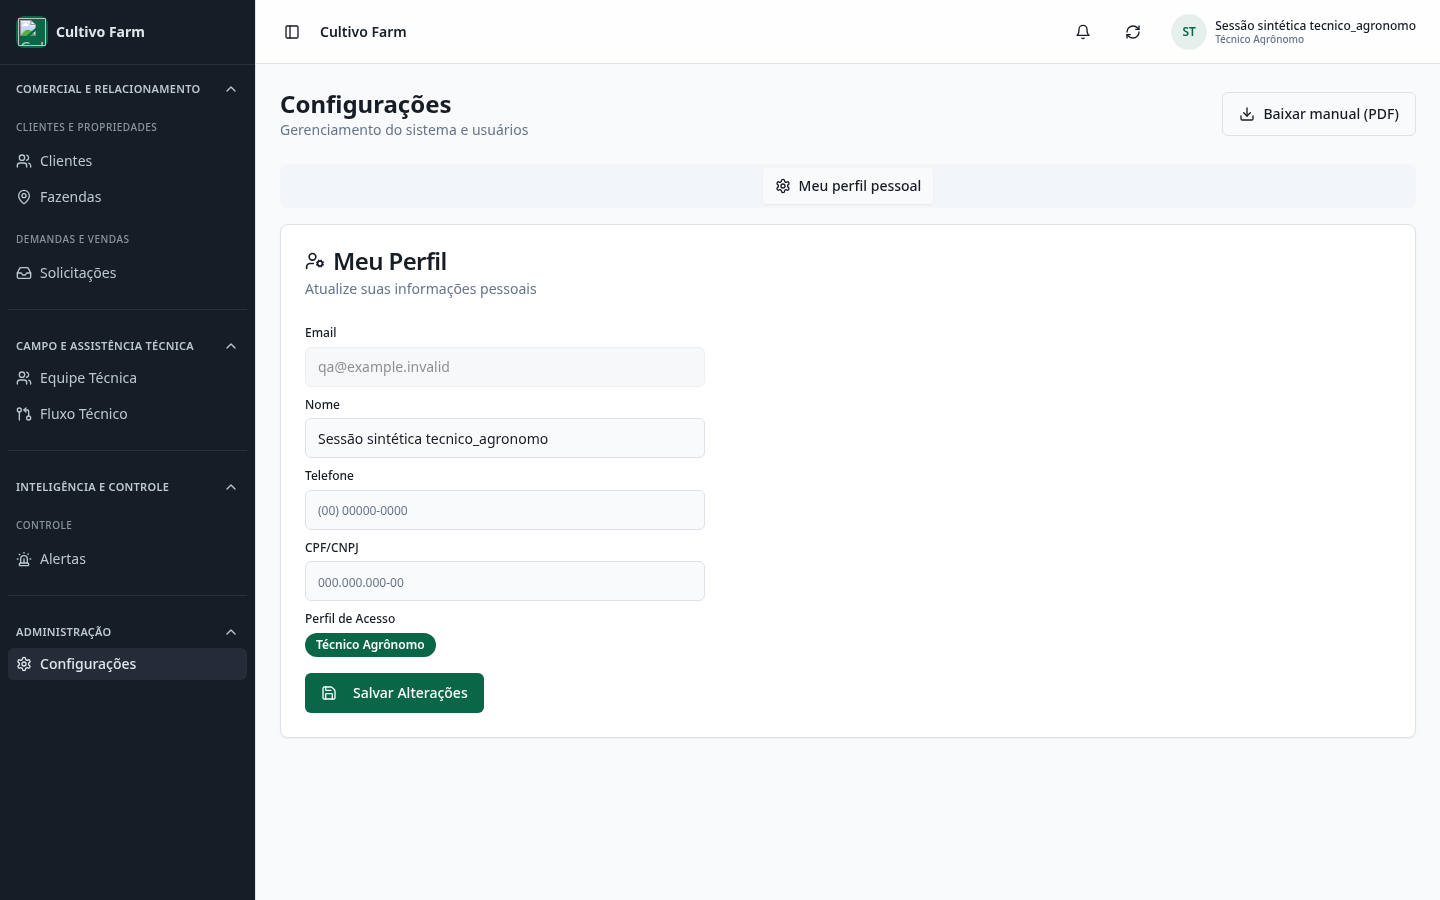 Cultivo Farm
COMERCIAL E RELACIONAMENTO
CLIENTES E PROPRIEDADES
Clientes
Fazendas
DEMANDAS E VENDAS
Solicitações
CAMPO E ASSISTÊNCIA TÉCNICA
Equipe Técnica
Fluxo Técnico
INTELIGÊNCIA E CONTROLE
CONTROLE
Alertas
ADMINISTRAÇÃO
Configurações
Cultivo Farm
ST
Sessão sintética tecnico_agronomo
Técnico Agrônomo
Configurações
Gerenciamento do sistema e usuários
Baixar manual (PDF)
Meu perfil pessoal
Meu Perfil
Atualize suas informações pessoais
Email
qa@example.invalid
Nome
Sessão sintética tecnico_agronomo
Telefone
(00) 00000-0000
CPF/CNPJ
000.000.000-00
Perfil de Acesso
Técnico Agrônomo
Salvar Alterações